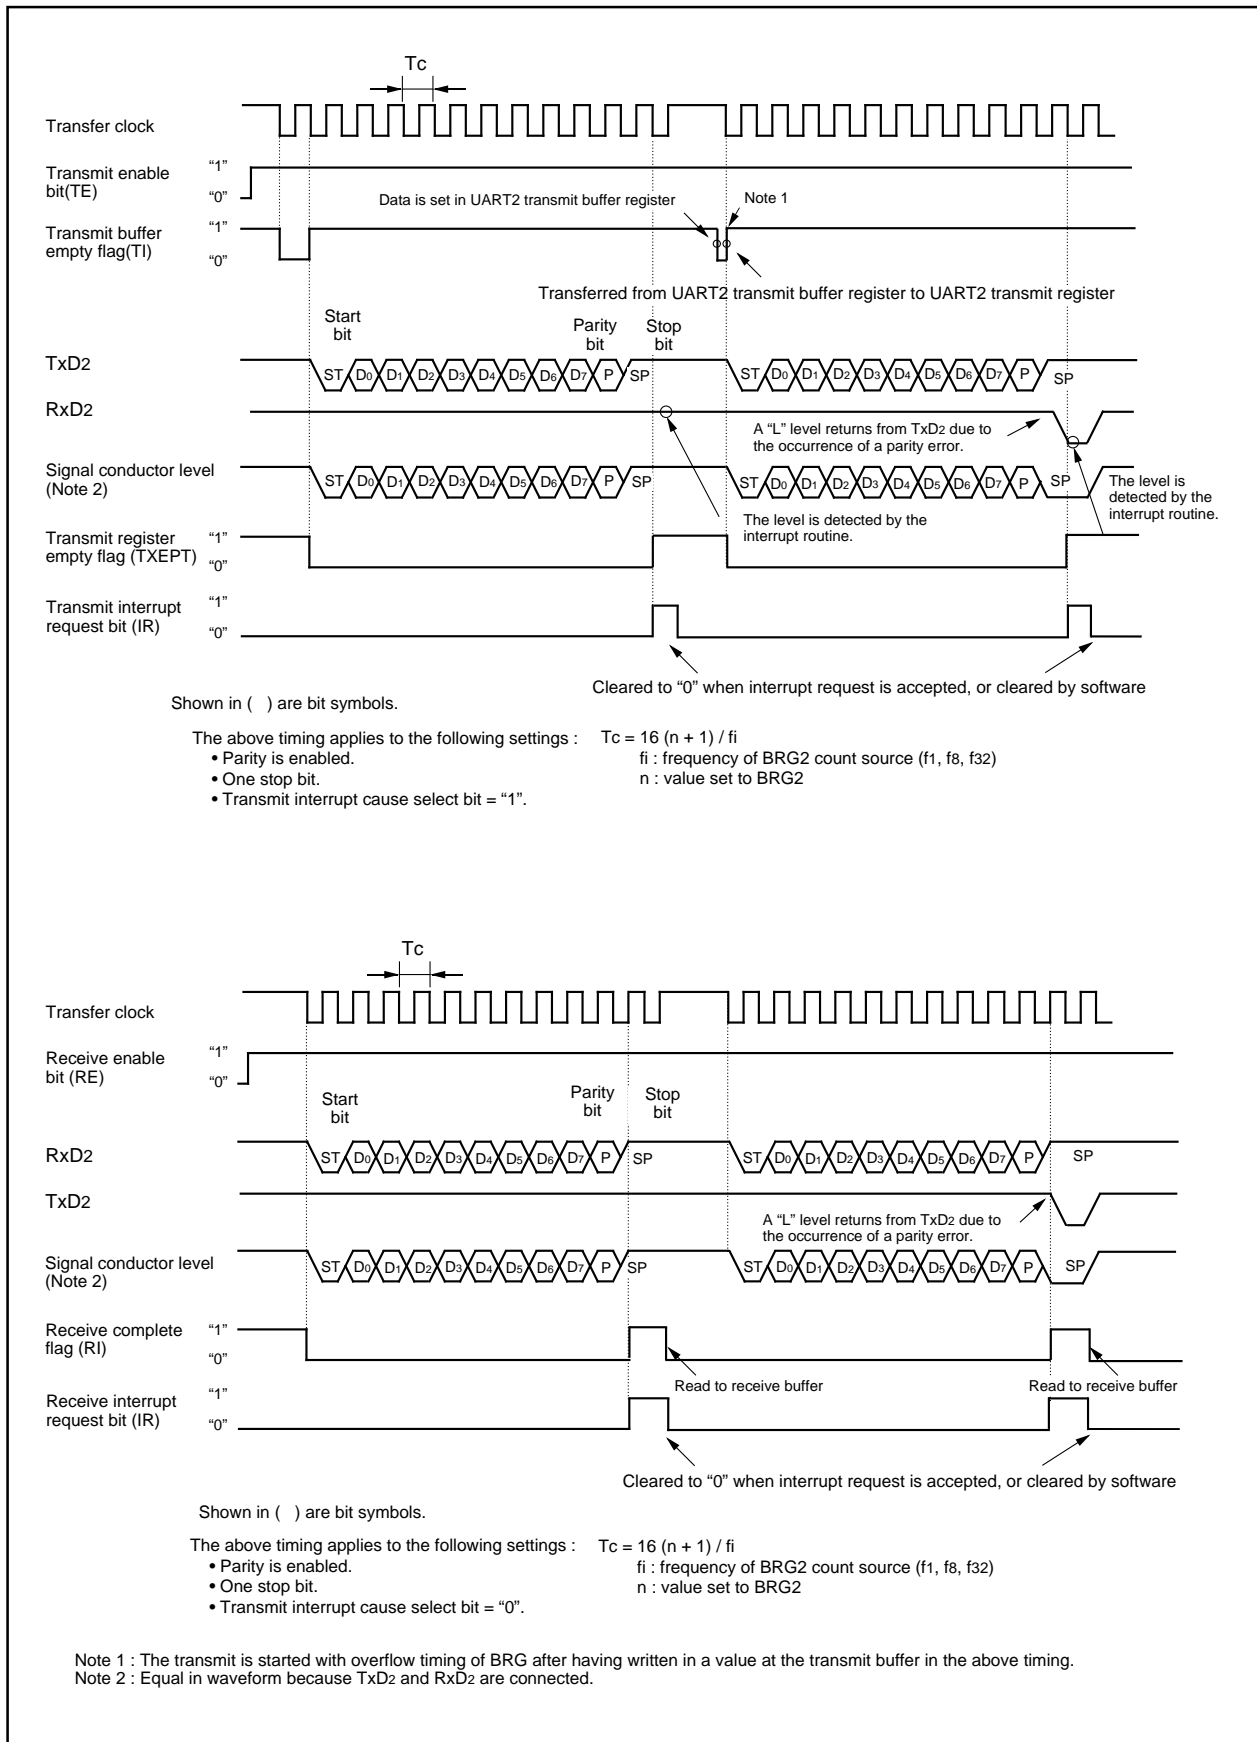 Tc
Transfer clock
Transmit enable
bit(TE)
“1”
“0”
Data is set in UART2 transmit buffer register
Note 1
Transmit buffer
empty flag(TI)
“1”
“0”
Transferred from UART2 transmit buffer register to UART2 transmit register
Start
bit
Parity
bit
Stop
bit
TxD2
ST D0 D1 D2 D3 D4 D5 D6 D7 P SP
ST D0 D1 D2 D3 D4 D5 D6 D7 P SP
RxD2
A “L” level returns from TxD2 due to
the occurrence of a parity error.
Signal conductor level
(Note 2)
ST D0 D1 D2 D3 D4 D5 D6 D7 P SP
ST D0 D1 D2 D3 D4 D5 D6 D7 P SP
The level is
detected by the
interrupt routine.
The level is detected by the
interrupt routine.
Transmit register
empty flag (TXEPT)
“1”
“0”
Transmit interrupt
request bit (IR)
“1”
“0”
Cleared to “0” when interrupt request is accepted, or cleared by software
Shown in ( ) are bit symbols.
The above timing applies to the following settings :
• Parity is enabled.
• One stop bit.
• Transmit interrupt cause select bit = “1”.
Tc = 16 (n + 1) / fi
fi : frequency of BRG2 count source (f1, f8, f32)
n : value set to BRG2
Tc
Transfer clock
Receive enable
bit (RE)
“1”
“0”
Start
bit
Parity
bit
Stop
bit
RxD2
ST D0 D1 D2 D3 D4 D5 D6 D7 P SP
ST D0 D1 D2 D3 D4 D5 D6 D7 P SP
TxD2
A “L” level returns from TxD2 due to
the occurrence of a parity error.
Signal conductor level
(Note 2)
ST D0 D1 D2 D3 D4 D5 D6 D7 P SP
ST D0 D1 D2 D3 D4 D5 D6 D7 P SP
Receive complete
flag (RI)
“1”
“0”
Read to receive buffer
Read to receive buffer
Receive interrupt
request bit (IR)
“1”
“0”
Cleared to “0” when interrupt request is accepted, or cleared by software
Shown in ( ) are bit symbols.
The above timing applies to the following settings :
• Parity is enabled.
• One stop bit.
• Transmit interrupt cause select bit = “0”.
Tc = 16 (n + 1) / fi
fi : frequency of BRG2 count source (f1, f8, f32)
n : value set to BRG2
Note 1 : The transmit is started with overflow timing of BRG after having written in a value at the transmit buffer in the above timing.
Note 2 : Equal in waveform because TxD2 and RxD2 are connected.